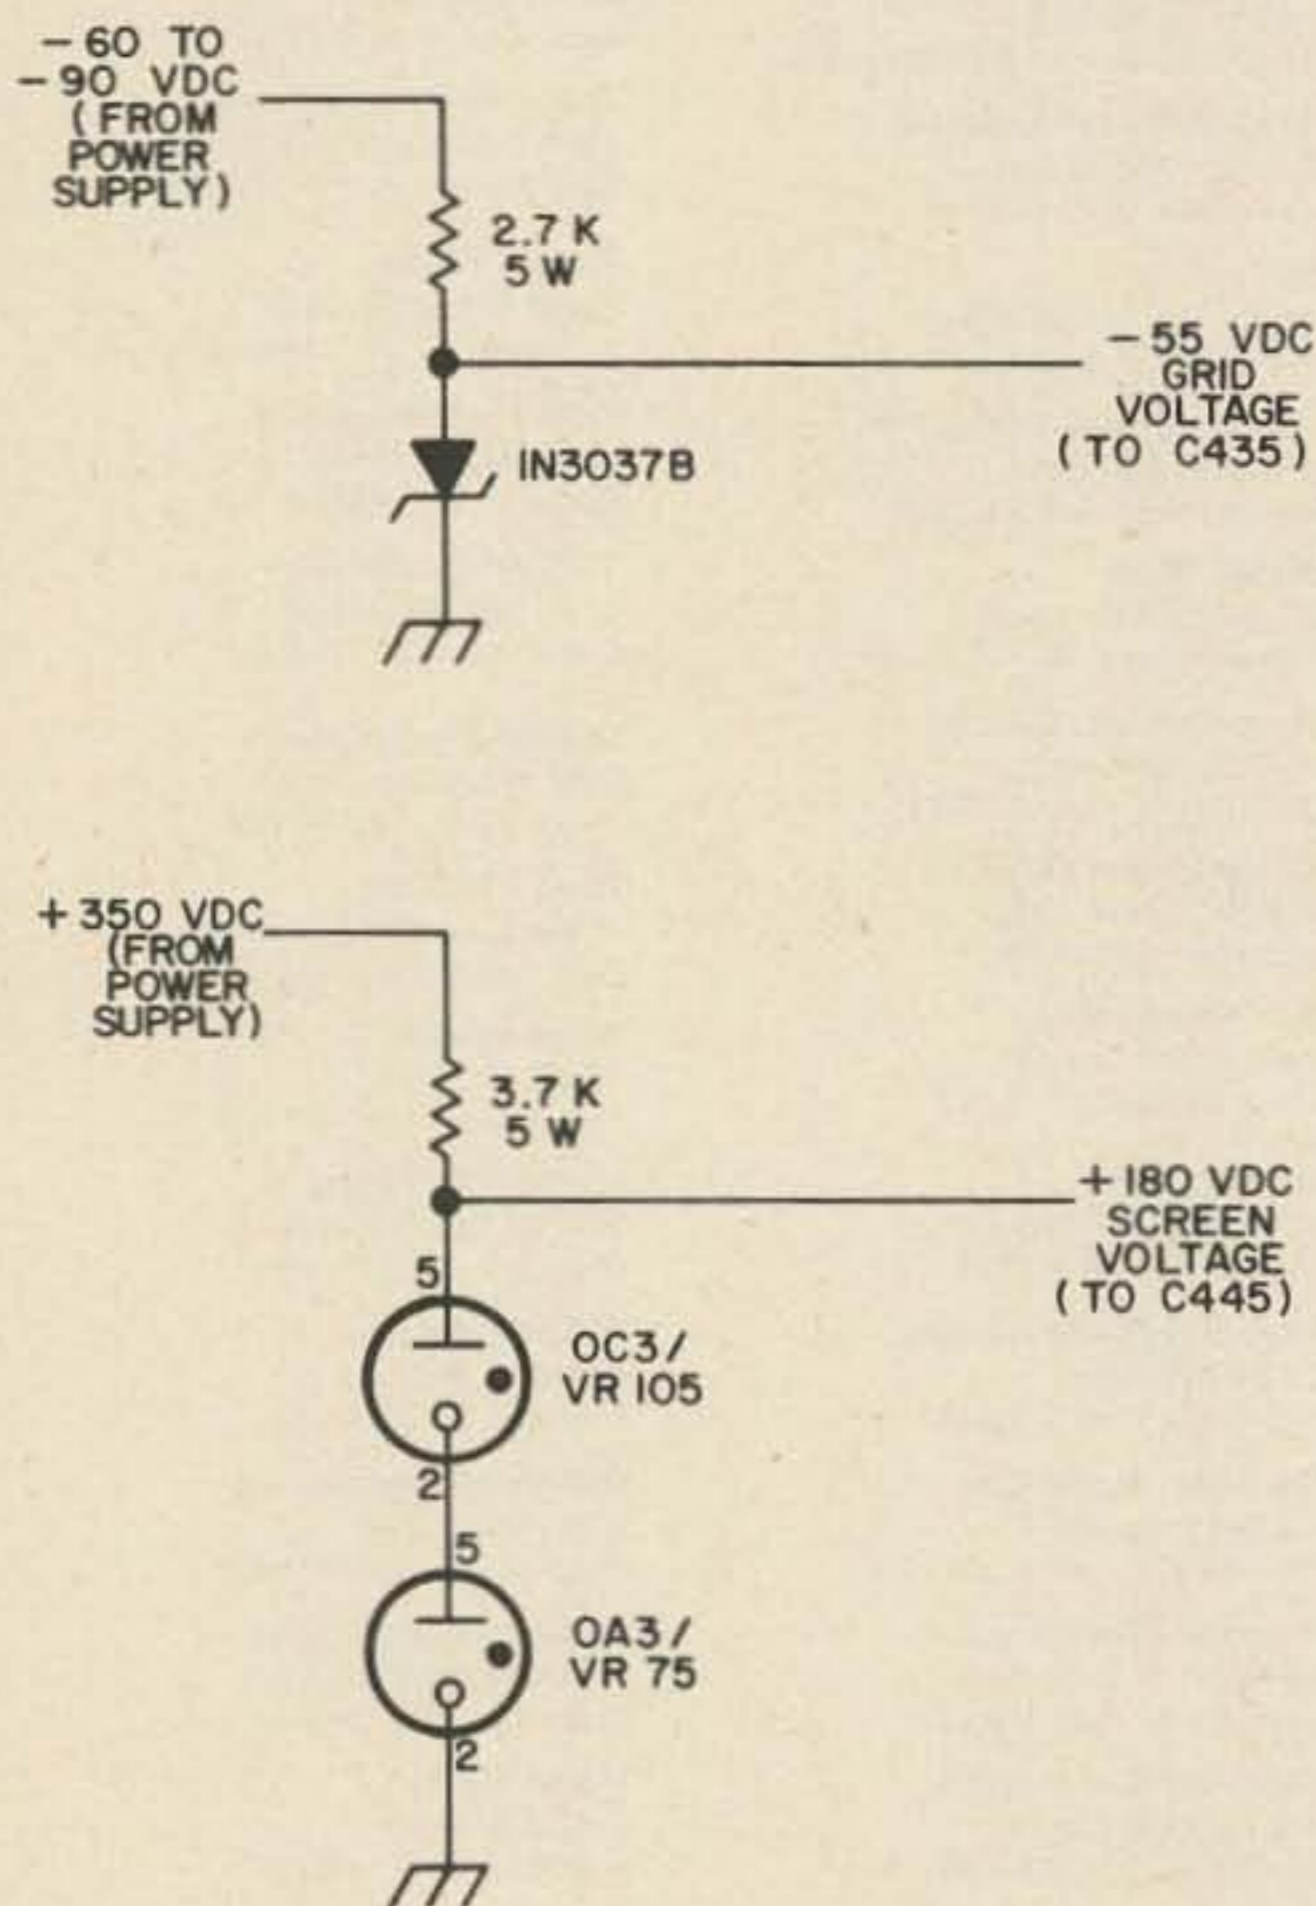 −60 TO
−90 VDC
(FROM
POWER
SUPPLY)
2.7 K
5 W
−55 VDC
GRID
VOLTAGE
(TO C435)
IN3037B
+350 VDC
(FROM
POWER
SUPPLY)
3.7 K
5 W
+180 VDC
SCREEN
VOLTAGE
(TO C445)
5
OC3/
VR 105
2
5
OA3/
VR 75
2